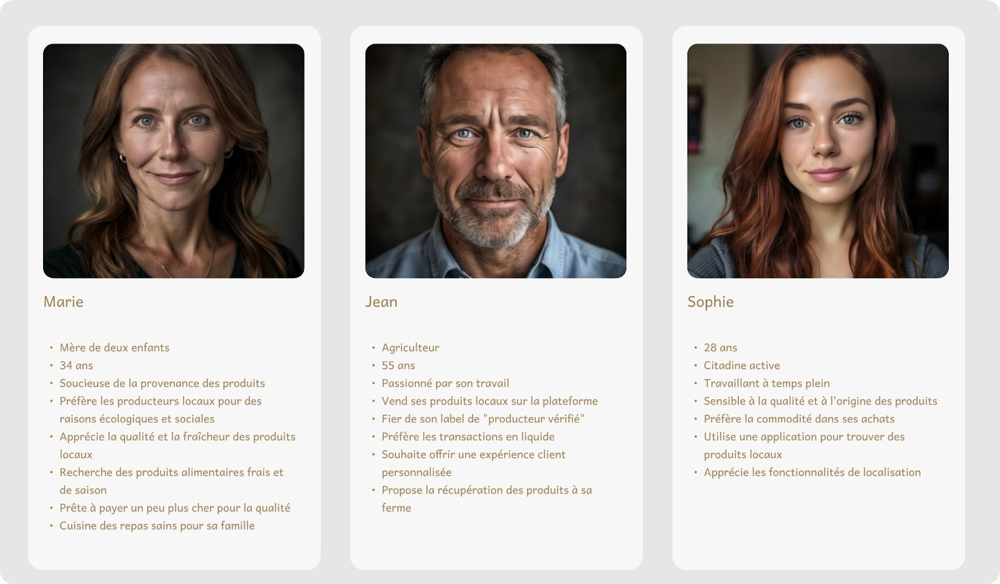 Marie
• Mère de deux enfants
• 34 ans
• Soucieuse de la provenance des produits
• Préfère les producteurs locaux pour des
raisons écologiques et sociales
• Apprécie la qualité et la fraîcheur des produits
locaux
• Recherche des produits alimentaires frais et
de saison
• Prête à payer un peu plus cher pour la qualité
• Cuisine des repas sains pour sa famille
Jean
• Agriculteur
• 55 ans
• Passionné par son travail
• Vend ses produits locaux sur la plateforme
• Fier de son label de "producteur vérifié"
• Préfère les transactions en liquide
• Souhaite offrir une expérience client
personnalisée
• Propose la récupération des produits à sa
ferme
Sophie
• 28 ans
• Citadine active
• Travaillant à temps plein
• Sensible à la qualité et à l'origine des produits
• Préfère la commodité dans ses achats
• Utilise une application pour trouver des
produits locaux
• Apprécie les fonctionnalités de localisation